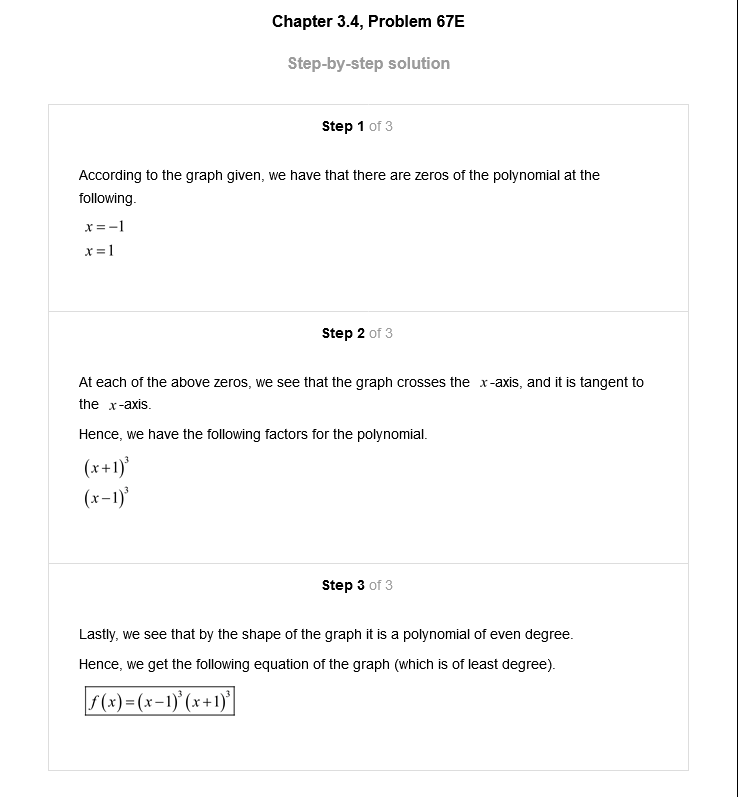 Chapter 3.4, Problem 67E
Step-by-step solution
Step 1 of 3
According to the graph given, we have that there are zeros of the polynomial at the
following.
x = −1
x = 1
Step 2 of 3
At each of the above zeros, we see that the graph crosses the x-axis, and it is tangent to
the x-axis.
Hence, we have the following factors for the polynomial.
(x+1)³
(x−1)³
Step 3 of 3
Lastly, we see that by the shape of the graph it is a polynomial of even degree.
Hence, we get the following equation of the graph (which is of least degree).
f(x) = (x−1)³(x+1)³